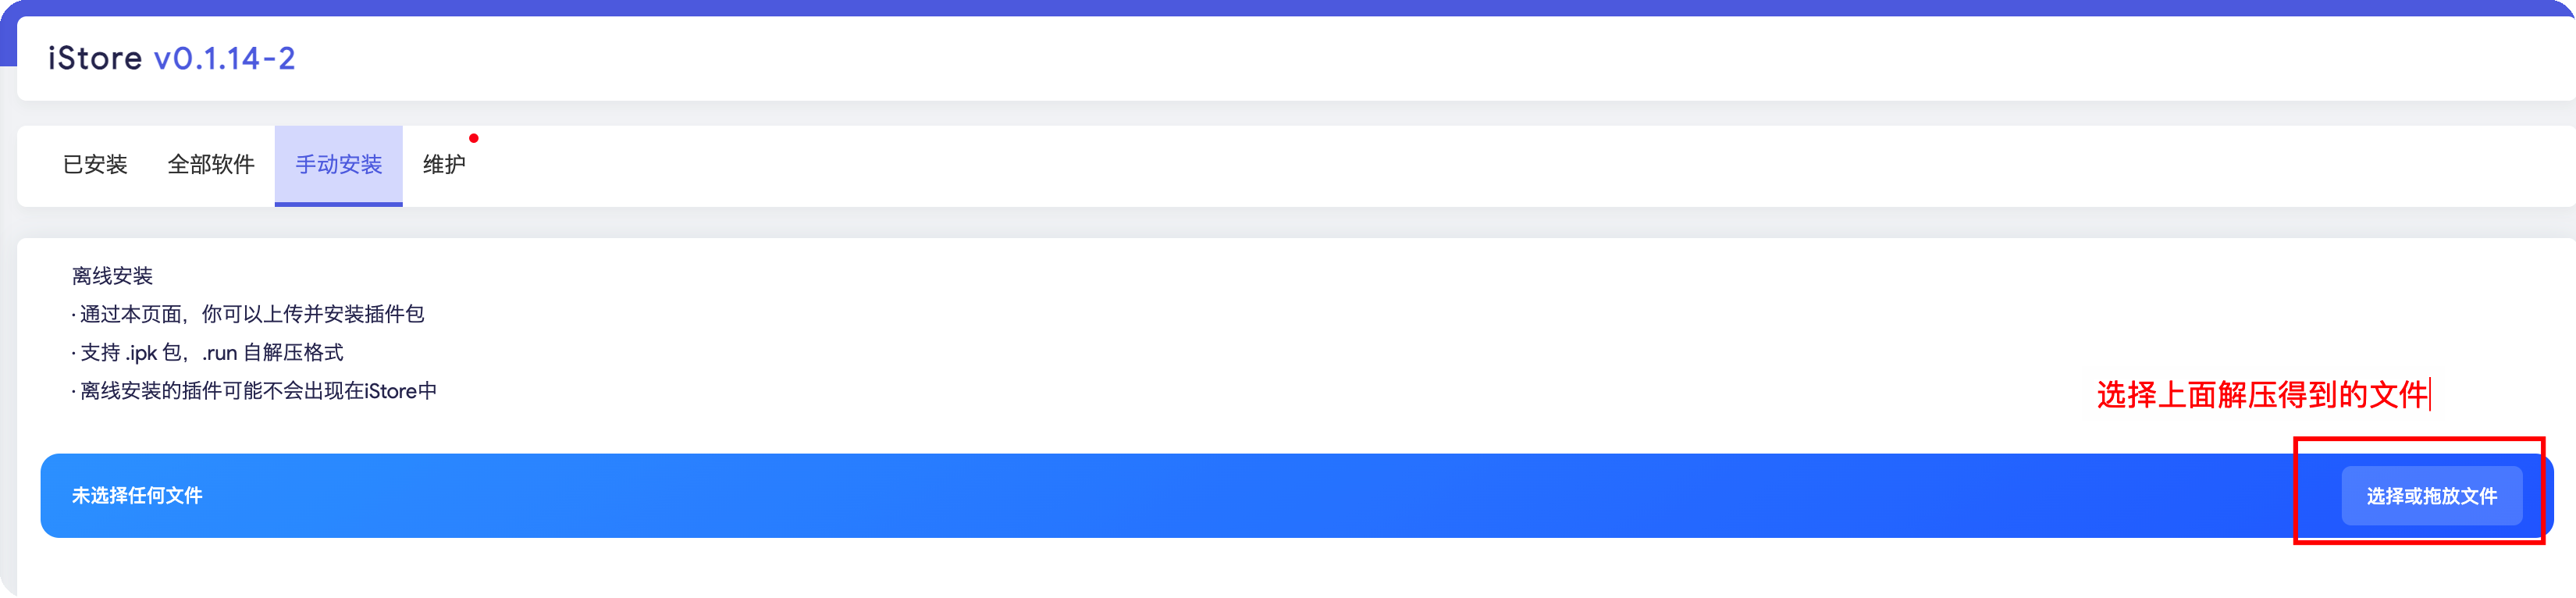 iStore v0.1.14-2
已安装 全部软件 手动安装 维护
离线安装
· 通过本页面，你可以上传并安装插件包
· 支持 .ipk 包，.run 自解压格式
· 离线安装的插件可能不会出现在iStore中
选择上面解压得到的文件
未选择任何文件 选择或拖放文件